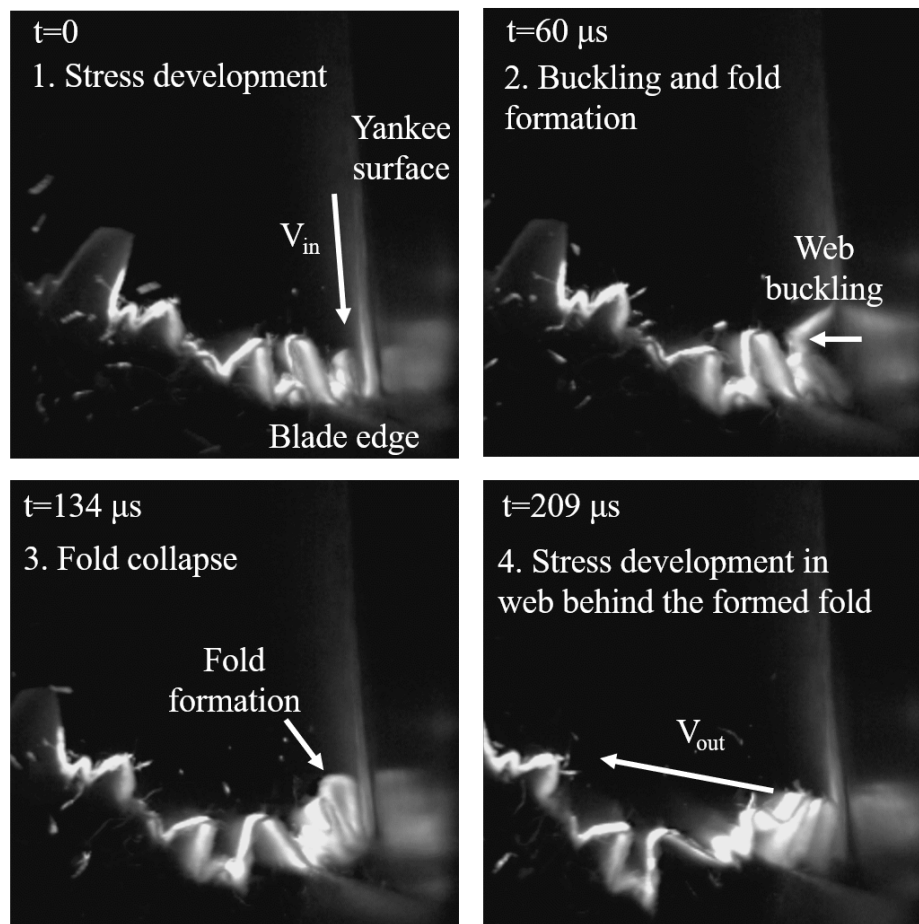 t=0
1. Stress development
Yankee
surface
V_in
Blade edge
t=60 μs
2. Buckling and fold
formation
Web
buckling
t=134 μs
3. Fold collapse
Fold
formation
t=209 μs
4. Stress development in
web behind the formed fold
V_out